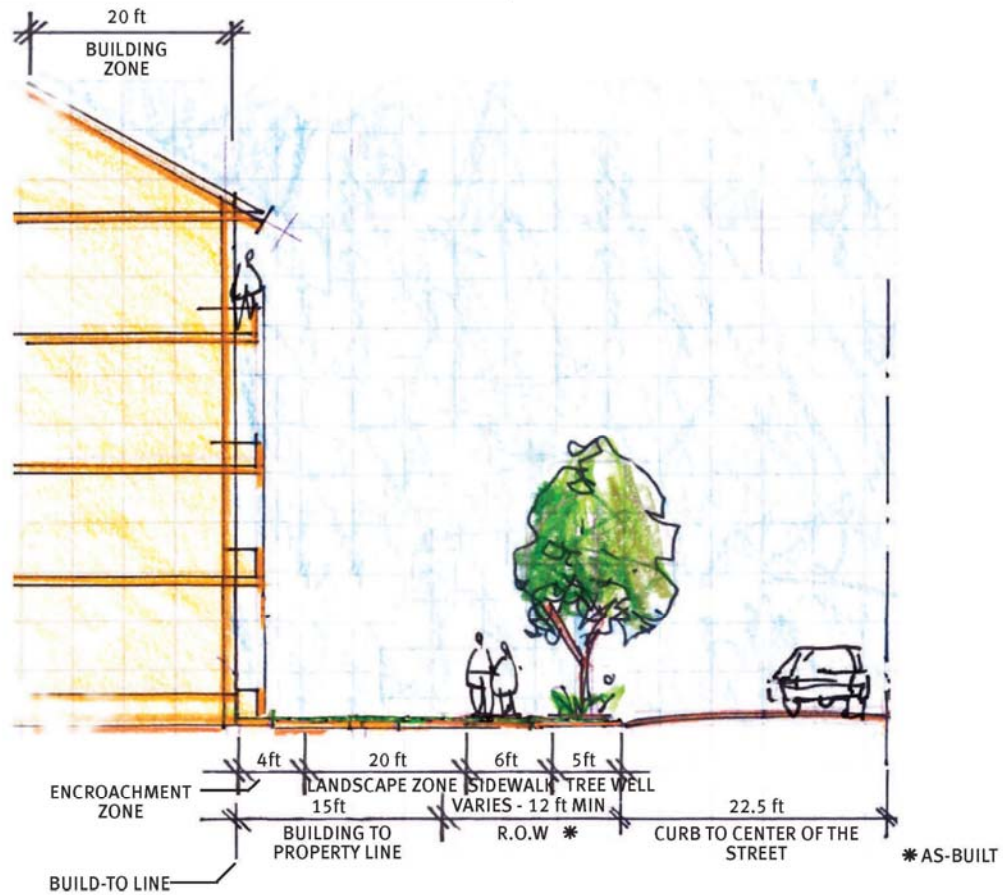 20 ft
BUILDING
ZONE
4ft 20 ft 6ft 5ft
ENCROACHMENT
ZONE
LANDSCAPE ZONE SIDEWALK TREE WELL
15ft VARIES - 12 ft MIN 22.5 ft
BUILDING TO
PROPERTY LINE
R.O.W *
CURB TO CENTER OF THE
STREET
* AS-BUILT
BUILD-TO LINE